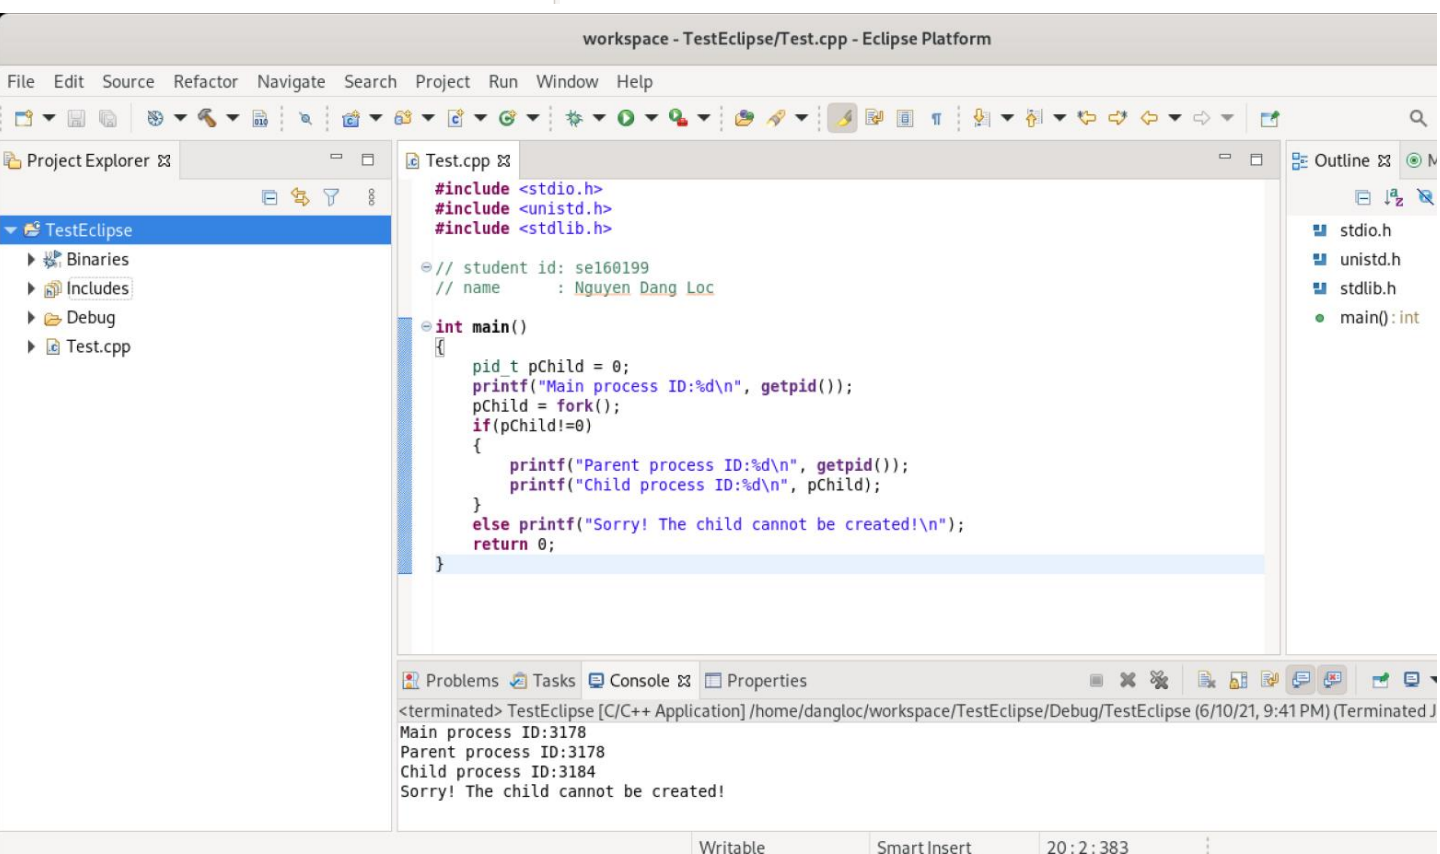 workspace - TestEclipse/Test.cpp - Eclipse Platform
File Edit Source Refactor Navigate Search Project Run Window Help
Project Explorer
TestEclipse
Binaries
Includes
Debug
Test.cpp
Test.cpp
#include <stdio.h>
#include <unistd.h>
#include <stdlib.h>
// student id: se160199
// name      : Nguyen Dang Loc
int main()
{
    pid_t pChild = 0;
    printf("Main process ID:%d\n", getpid());
    pChild = fork();
    if(pChild!=0)
    {
        printf("Parent process ID:%d\n", getpid());
        printf("Child process ID:%d\n", pChild);
    }
    else printf("Sorry! The child cannot be created!\n");
    return 0;
}
Outline M
stdio.h
unistd.h
stdlib.h
main() : int
Problems Tasks Console Properties
<terminated> TestEclipse [C/C++ Application] /home/dangloc/workspace/TestEclipse/Debug/TestEclipse (6/10/21, 9:41 PM) (Terminated J
Main process ID:3178
Parent process ID:3178
Child process ID:3184
Sorry! The child cannot be created!
Writable Smart Insert 20 : 2 : 383